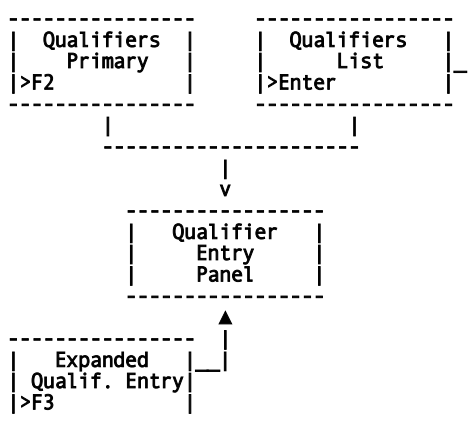 Qualifiers
Primary
>F2
Qualifiers
List
>Enter
Qualifier
Entry
Panel
Expanded
Qualif. Entry
>F3